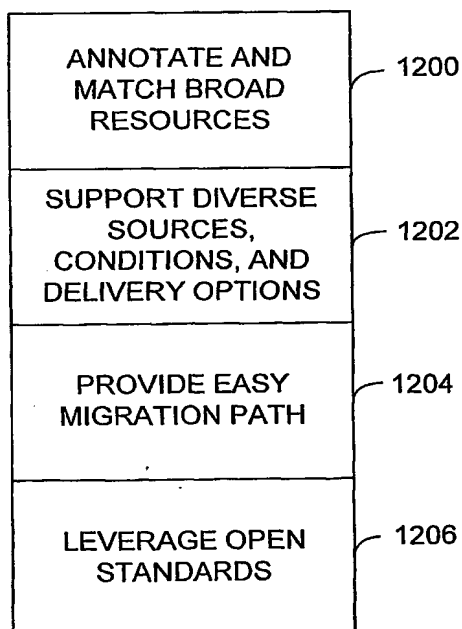 ANNOTATE AND
MATCH BROAD
RESOURCES
1200
SUPPORT DIVERSE
SOURCES,
CONDITIONS, AND
DELIVERY OPTIONS
1202
PROVIDE EASY
MIGRATION PATH
1204
LEVERAGE OPEN
STANDARDS
1206